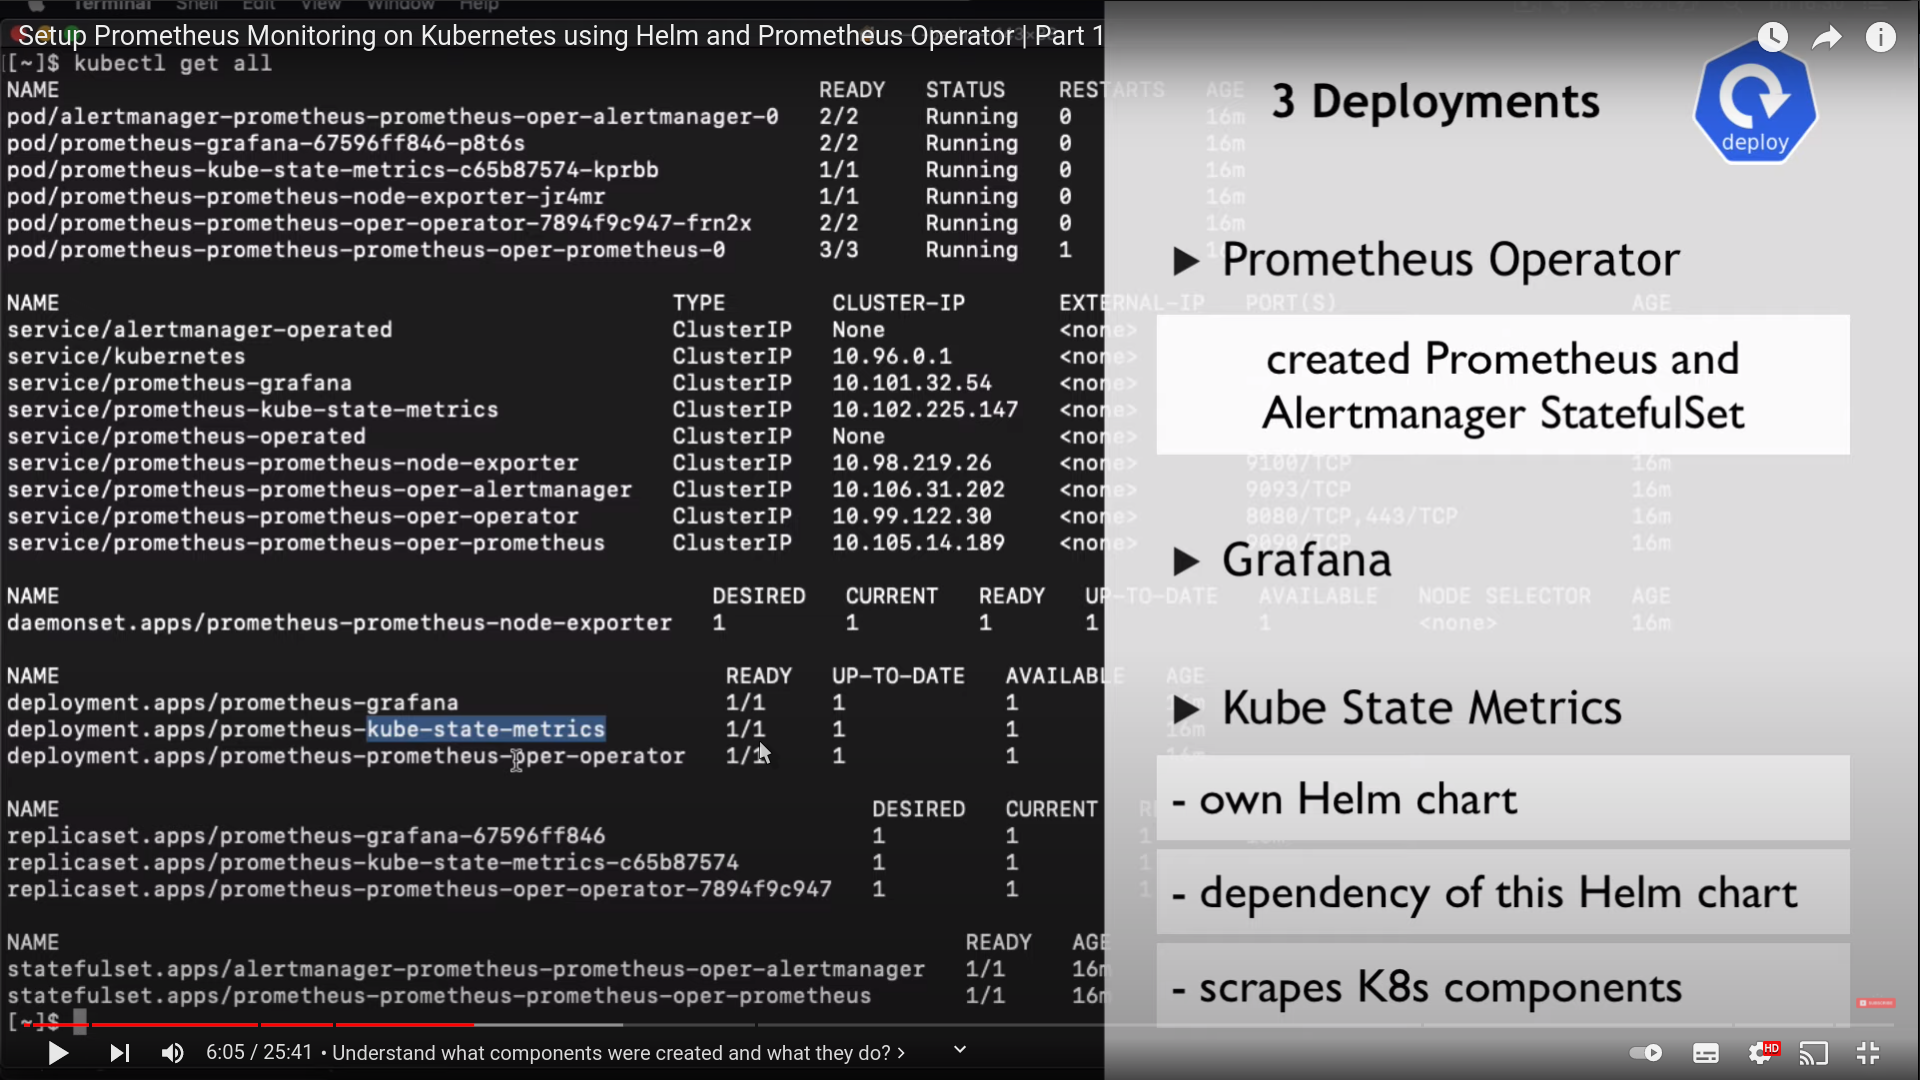 Terminal Shell Edit View Window Help
Setup Prometheus Monitoring on Kubernetes using Helm and Prometheus Operator | Part 1
[[~]$ kubectl get all
NAME READY STATUS RESTARTS AGE
pod/alertmanager-prometheus-prometheus-oper-alertmanager-0 2/2 Running 0 16m
pod/prometheus-grafana-67596ff846-p8t6s 2/2 Running 0 16m
pod/prometheus-kube-state-metrics-c65b87574-kprbb 1/1 Running 0 16m
pod/prometheus-prometheus-node-exporter-jr4mr 1/1 Running 0 16m
pod/prometheus-prometheus-oper-operator-7894f9c947-frn2x 2/2 Running 0 16m
pod/prometheus-prometheus-prometheus-oper-prometheus-0 3/3 Running 1
NAME TYPE CLUSTER-IP EXTERNAL-IP PORT(S) AGE
service/alertmanager-operated ClusterIP None <none>
service/kubernetes ClusterIP 10.96.0.1 <none>
service/prometheus-grafana ClusterIP 10.101.32.54 <none>
service/prometheus-kube-state-metrics ClusterIP 10.102.225.147 <none>
service/prometheus-operated ClusterIP None <none>
service/prometheus-prometheus-node-exporter ClusterIP 10.98.219.26 <none> 9100/TCP 16m
service/prometheus-prometheus-oper-alertmanager ClusterIP 10.106.31.202 <none> 9093/TCP 16m
service/prometheus-prometheus-oper-operator ClusterIP 10.99.122.30 <none> 8080/TCP,443/TCP 16m
service/prometheus-prometheus-oper-prometheus ClusterIP 10.105.14.189 <none> 9090/TCP 16m
NAME DESIRED CURRENT READY UP-TO-DATE AVAILABLE NODE SELECTOR AGE
daemonset.apps/prometheus-prometheus-node-exporter 1 1 1 1 1 <none> 16m
NAME READY UP-TO-DATE AVAILABLE AGE
deployment.apps/prometheus-grafana 1/1 1 1 16m
deployment.apps/prometheus-kube-state-metrics 1/1 1 1 16m
deployment.apps/prometheus-prometheus-oper-operator 1/1 1 1 16m
NAME DESIRED CURRENT
replicaset.apps/prometheus-grafana-67596ff846 1 1 1
replicaset.apps/prometheus-kube-state-metrics-c65b87574 1 1
replicaset.apps/prometheus-prometheus-oper-operator-7894f9c947 1 1 1
NAME READY AGE
statefulset.apps/alertmanager-prometheus-prometheus-oper-alertmanager 1/1 16m
statefulset.apps/prometheus-prometheus-prometheus-oper-prometheus 1/1 16m
[~]$
3 Deployments
deploy
▶ Prometheus Operator
created Prometheus and
Alertmanager StatefulSet
▶ Grafana
▶ Kube State Metrics
- own Helm chart
- dependency of this Helm chart
- scrapes K8s components
SUBSCRIBE
6:05 / 25:41 • Understand what components were created and what they do? ›
HD